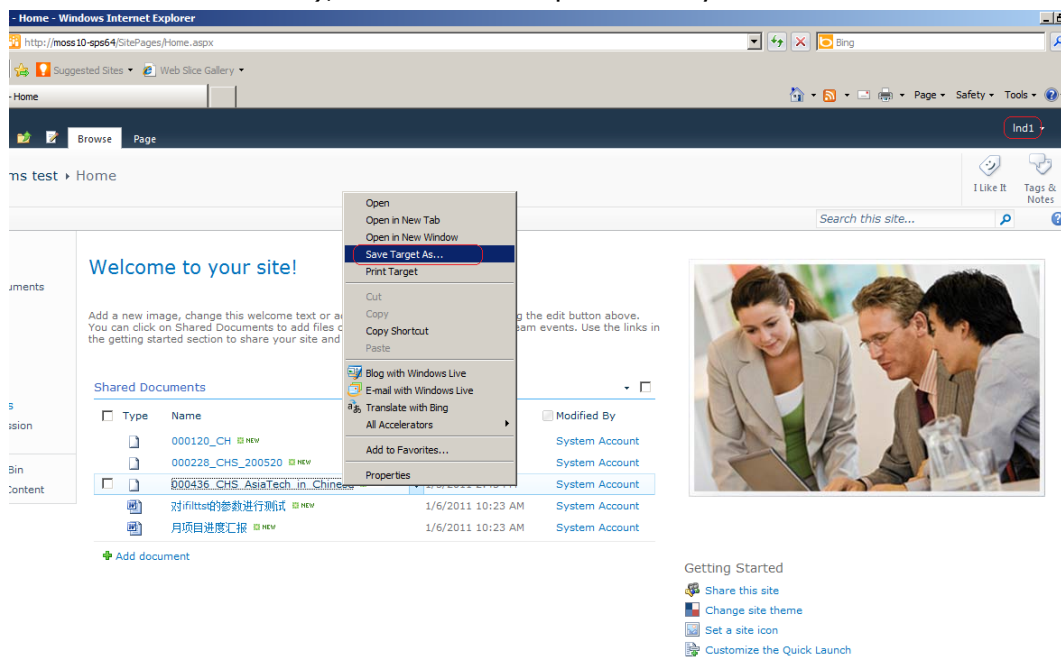 - Home - Windows Internet Explorer
http://moss10-sps64/SitePages/Home.aspx
Bing
Suggested Sites
Web Slice Gallery
- Home
Page
Safety
Tools
Browse
Page
lnd1
ms test
Home
I Like It
Tags & Notes
Search this site...
Open
Open in New Tab
Open in New Window
Save Target As...
Print Target
Cut
Copy
Copy Shortcut
Paste
Blog with Windows Live
E-mail with Windows Live
Translate with Bing
All Accelerators
Add to Favorites...
Properties
uments
s
ssion
Bin
Content
Welcome to your site!
Add a new image, change this welcome text or a g the edit button above.
You can click on Shared Documents to add files o eam events. Use the links in
the getting started section to share your site and
Shared Documents
Type Name Modified By
000120_CH NEW System Account
000228_CHS_200520 NEW System Account
000436_CHS_AsiaTech_in_Chinese System Account
对ifilttst的参数进行测试 NEW 1/6/2011 10:23 AM System Account
月项目进度汇报 NEW 1/6/2011 10:23 AM System Account
Add document
Getting Started
Share this site
Change site theme
Set a site icon
Customize the Quick Launch